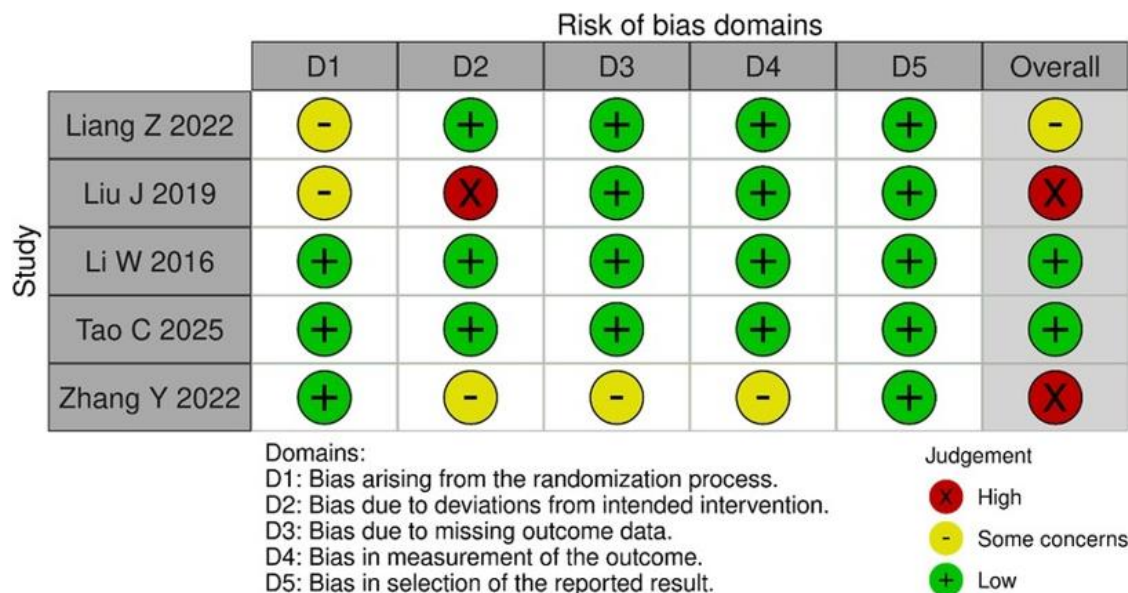 Risk of bias domains
D1 D2 D3 D4 D5 Overall
Study
Liang Z 2022 - + + + + -
Liu J 2019 - X + + + X
Li W 2016 + + + + + +
Tao C 2025 + + + + + +
Zhang Y 2022 + - - - + X
Domains:
D1: Bias arising from the randomization process.
D2: Bias due to deviations from intended intervention.
D3: Bias due to missing outcome data.
D4: Bias in measurement of the outcome.
D5: Bias in selection of the reported result.
Judgement
X High
- Some concerns
+ Low